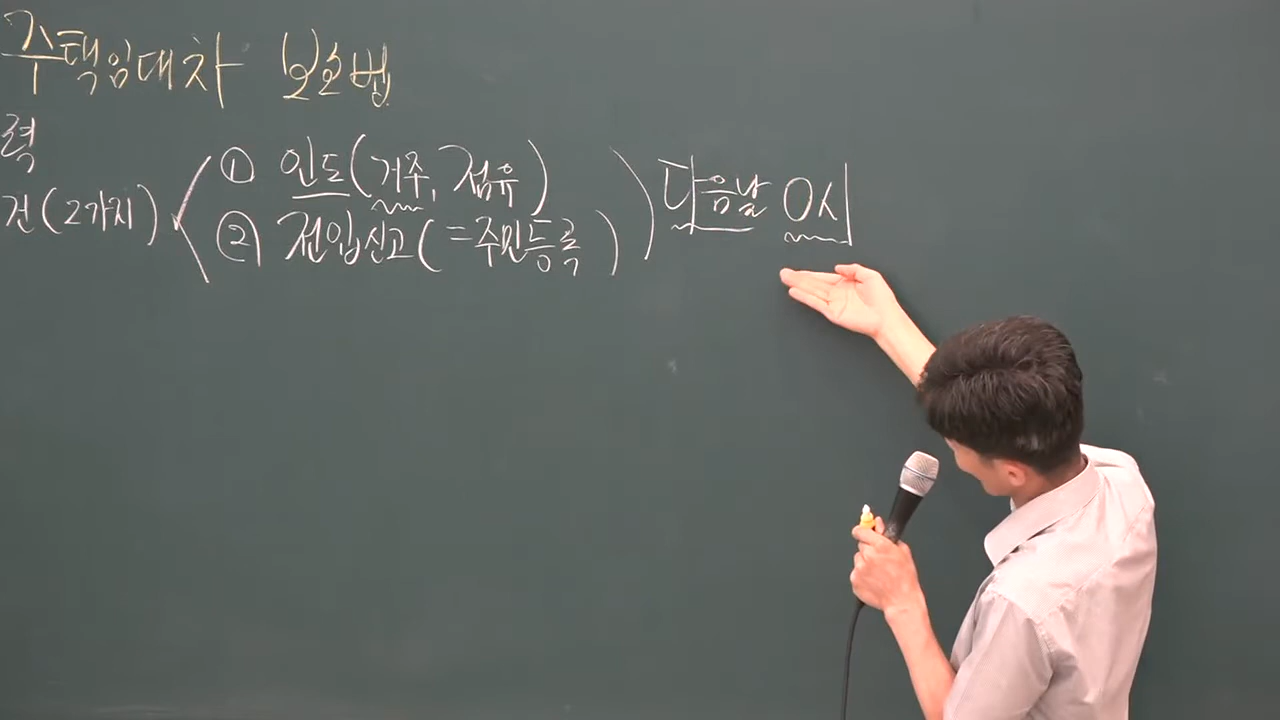 주택임대차 보호법
력
건(2가지) < ① 인도(거주, 점유) ) 다음날 0시
② 전입신고(=주민등록)